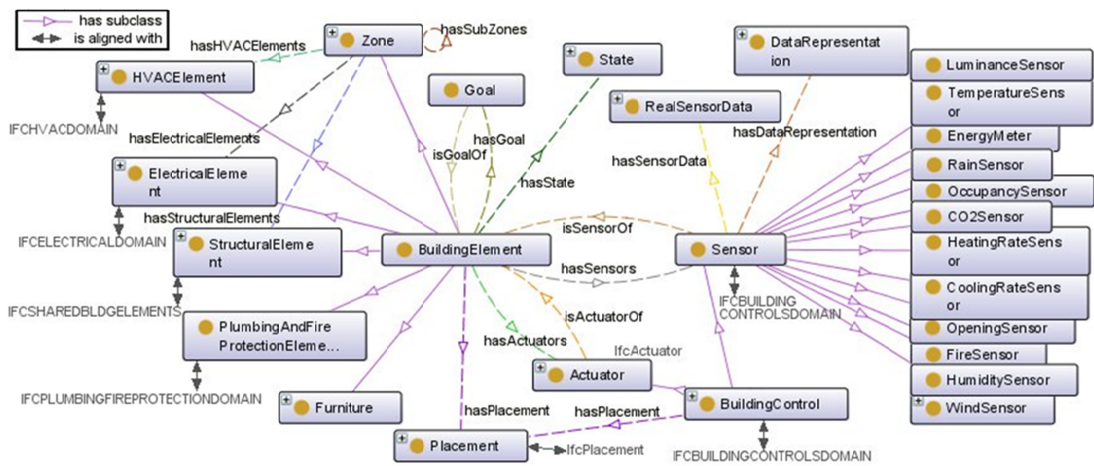 has subclass
is aligned with
hasHVACElements
Zone
hasSubZones
HVACElement
IFCHVACDOMAIN
Goal
State
DataRepresentat
ion
RealSensorData
hasElectricalElements
isGoalOf
hasGoal
hasState
hasSensorData
hasDataRepresentation
ElectricalEleme
nt
IFCELECTRICALDOMAIN
hasStructuralElements
StructuralEleme
nt
IFCSHAREDBLDGELEMENTS
BuildingElement
isSensorOf
hasSensors
Sensor
IFCBUILDING
CONTROLSDOMAIN
PlumbingAndFire
ProtectionEleme...
IFCPLUMBINGFIREPROTECTIONDOMAIN
isActuatorOf
hasActuators
IfcActuator
Actuator
Furniture
hasPlacement
hasPlacement
BuildingControl
IFCBUILDINGCONTROLSDOMAIN
Placement
IfcPlacement
LuminanceSensor
TemperatureSens
or
EnergyMeter
RainSensor
OccupancySensor
CO2Sensor
HeatingRateSens
or
CoolingRateSens
or
OpeningSensor
FireSensor
HumiditySensor
WindSensor